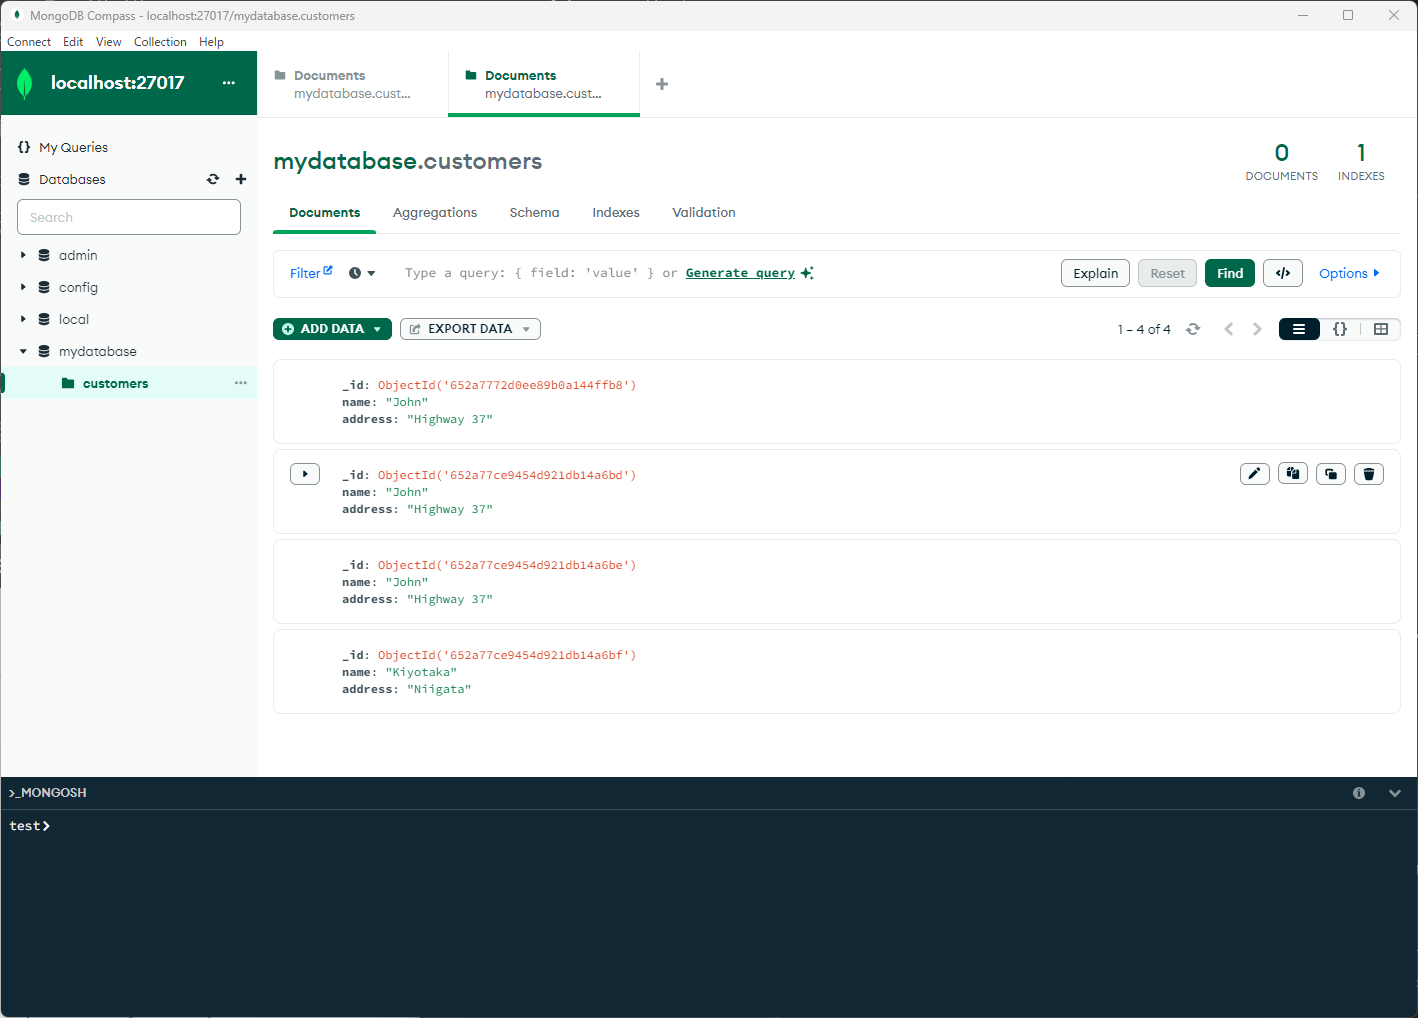 MongoDB Compass - localhost:27017/mydatabase.customers
Connect Edit View Collection Help
localhost:27017
Documents
mydatabase.cust...
Documents
mydatabase.cust...
My Queries
Databases
Search
admin
config
local
mydatabase
customers
mydatabase.customers
0
DOCUMENTS
1
INDEXES
Documents Aggregations Schema Indexes Validation
Filter Type a query: { field: 'value' } or Generate query Explain Reset Find </> Options
ADD DATA EXPORT DATA 1 – 4 of 4 {}
_id: ObjectId('652a7772d0ee89b0a144ffb8')
name: "John"
address: "Highway 37"
_id: ObjectId('652a77ce9454d921db14a6bd')
name: "John"
address: "Highway 37"
_id: ObjectId('652a77ce9454d921db14a6be')
name: "John"
address: "Highway 37"
_id: ObjectId('652a77ce9454d921db14a6bf')
name: "Kiyotaka"
address: "Niigata"
>_MONGOSH
test>